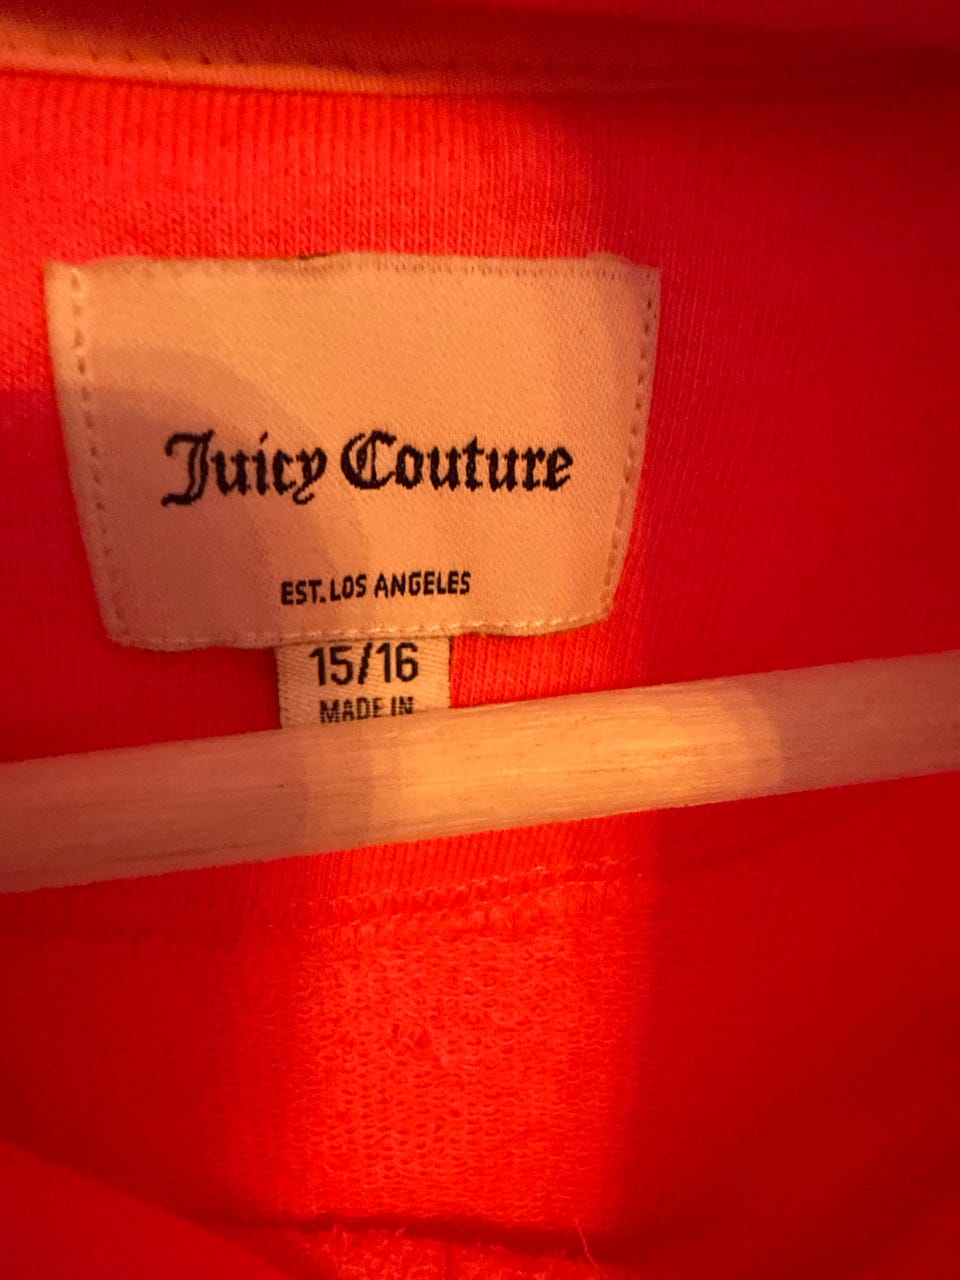 Juicy Couture
EST. LOS ANGELES
15/16
MADE IN